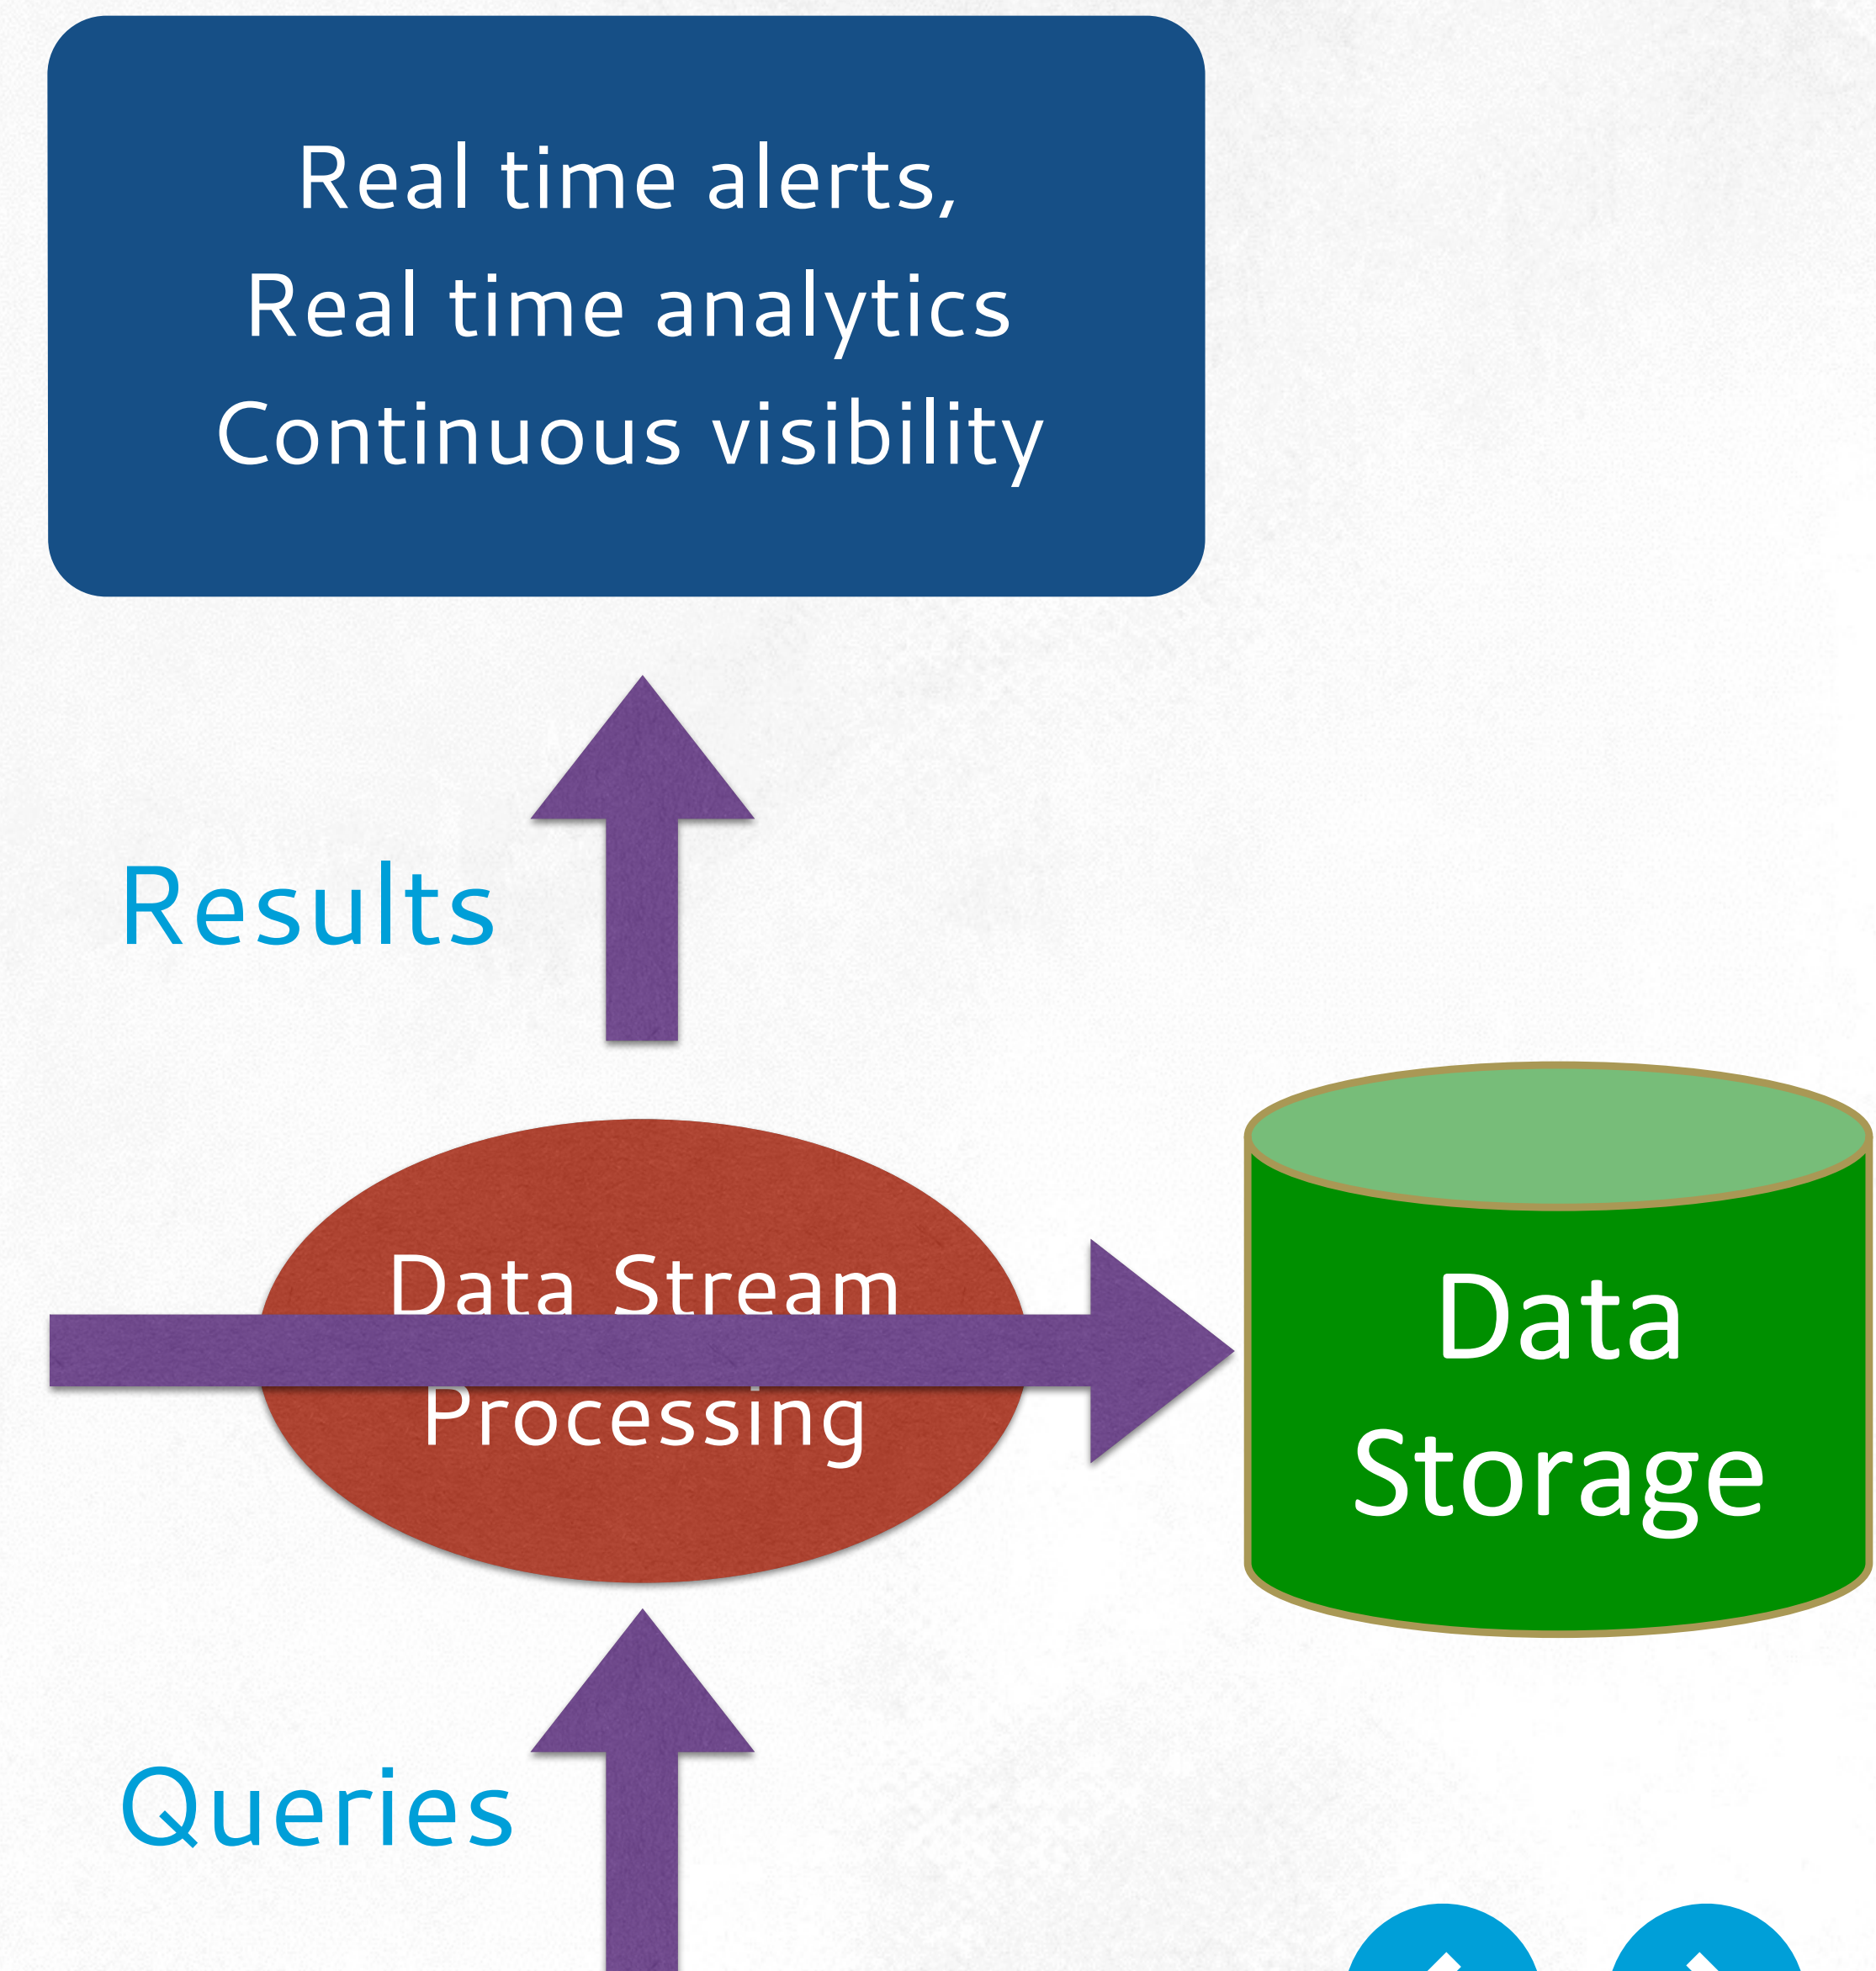 Real time alerts,
Real time analytics
Continuous visibility
Results
Data Stream
Processing
Data
Storage
Queries